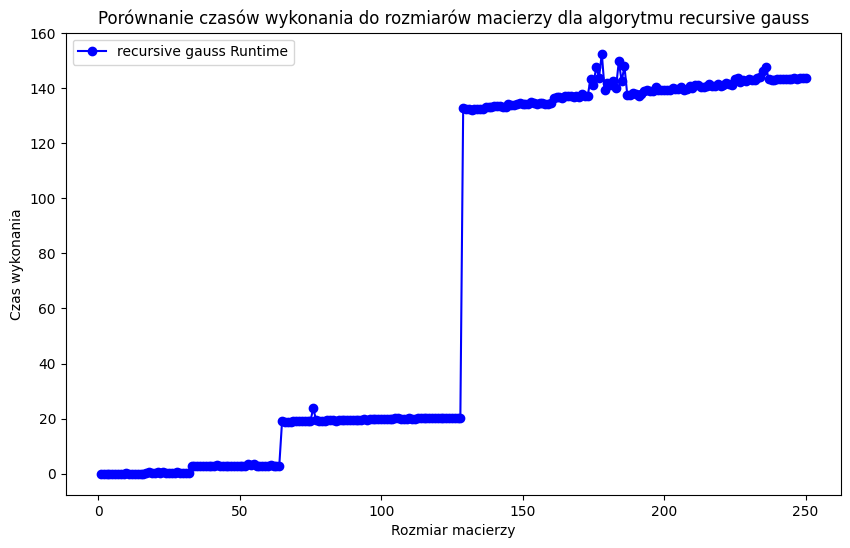 Porównanie czasów wykonania do rozmiarów macierzy dla algorytmu recursive gauss
recursive gauss Runtime
160
140
120
100
80
60
40
20
0
Czas wykonania
0 50 100 150 200 250
Rozmiar macierzy